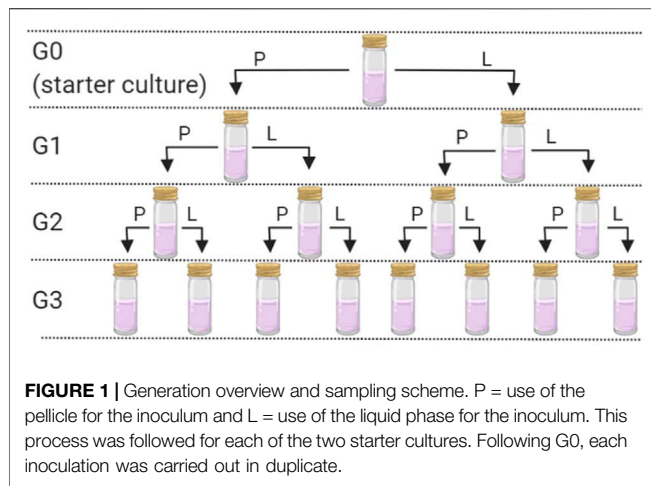 G0
(starter culture)
P L
G1
P L P L
G2
P L P L P L P L
G3
FIGURE 1 | Generation overview and sampling scheme. P = use of the
pellicle for the inoculum and L = use of the liquid phase for the inoculum. This
process was followed for each of the two starter cultures. Following G0, each
inoculation was carried out in duplicate.